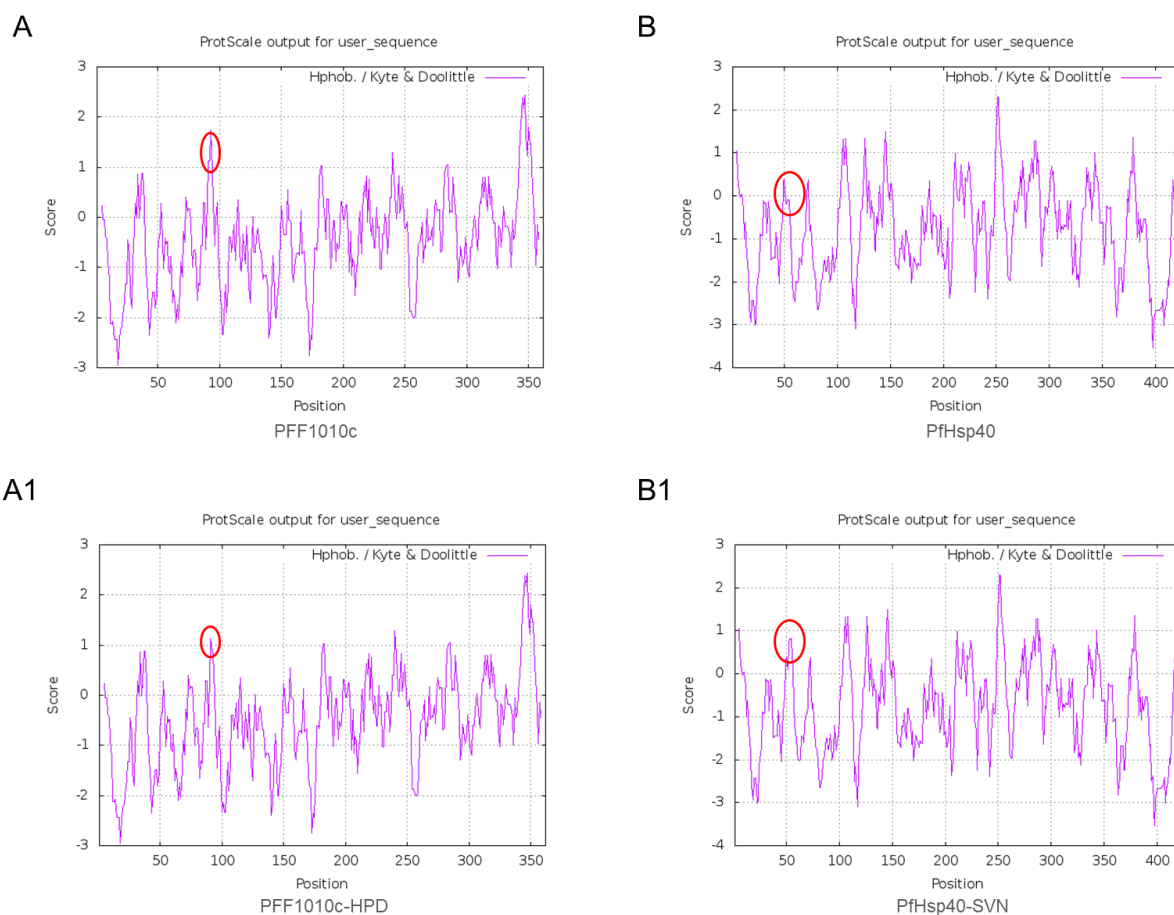 A
ProtScale output for user_sequence
Hphob. / Kyte & Doolittle
3
2
1
0
-1
-2
-3
Score
50 100 150 200 250 300 350
Position
PFF1010c
B
ProtScale output for user_sequence
Hphob. / Kyte & Doolittle
3
2
1
0
-1
-2
-3
-4
Score
50 100 150 200 250 300 350 400
Position
PfHsp40
A1
ProtScale output for user_sequence
Hphob. / Kyte & Doolittle
3
2
1
0
-1
-2
-3
Score
50 100 150 200 250 300 350
Position
PFF1010c-HPD
B1
ProtScale output for user_sequence
Hphob. / Kyte & Doolittle
3
2
1
0
-1
-2
-3
-4
Score
50 100 150 200 250 300 350 400
Position
PfHsp40-SVN